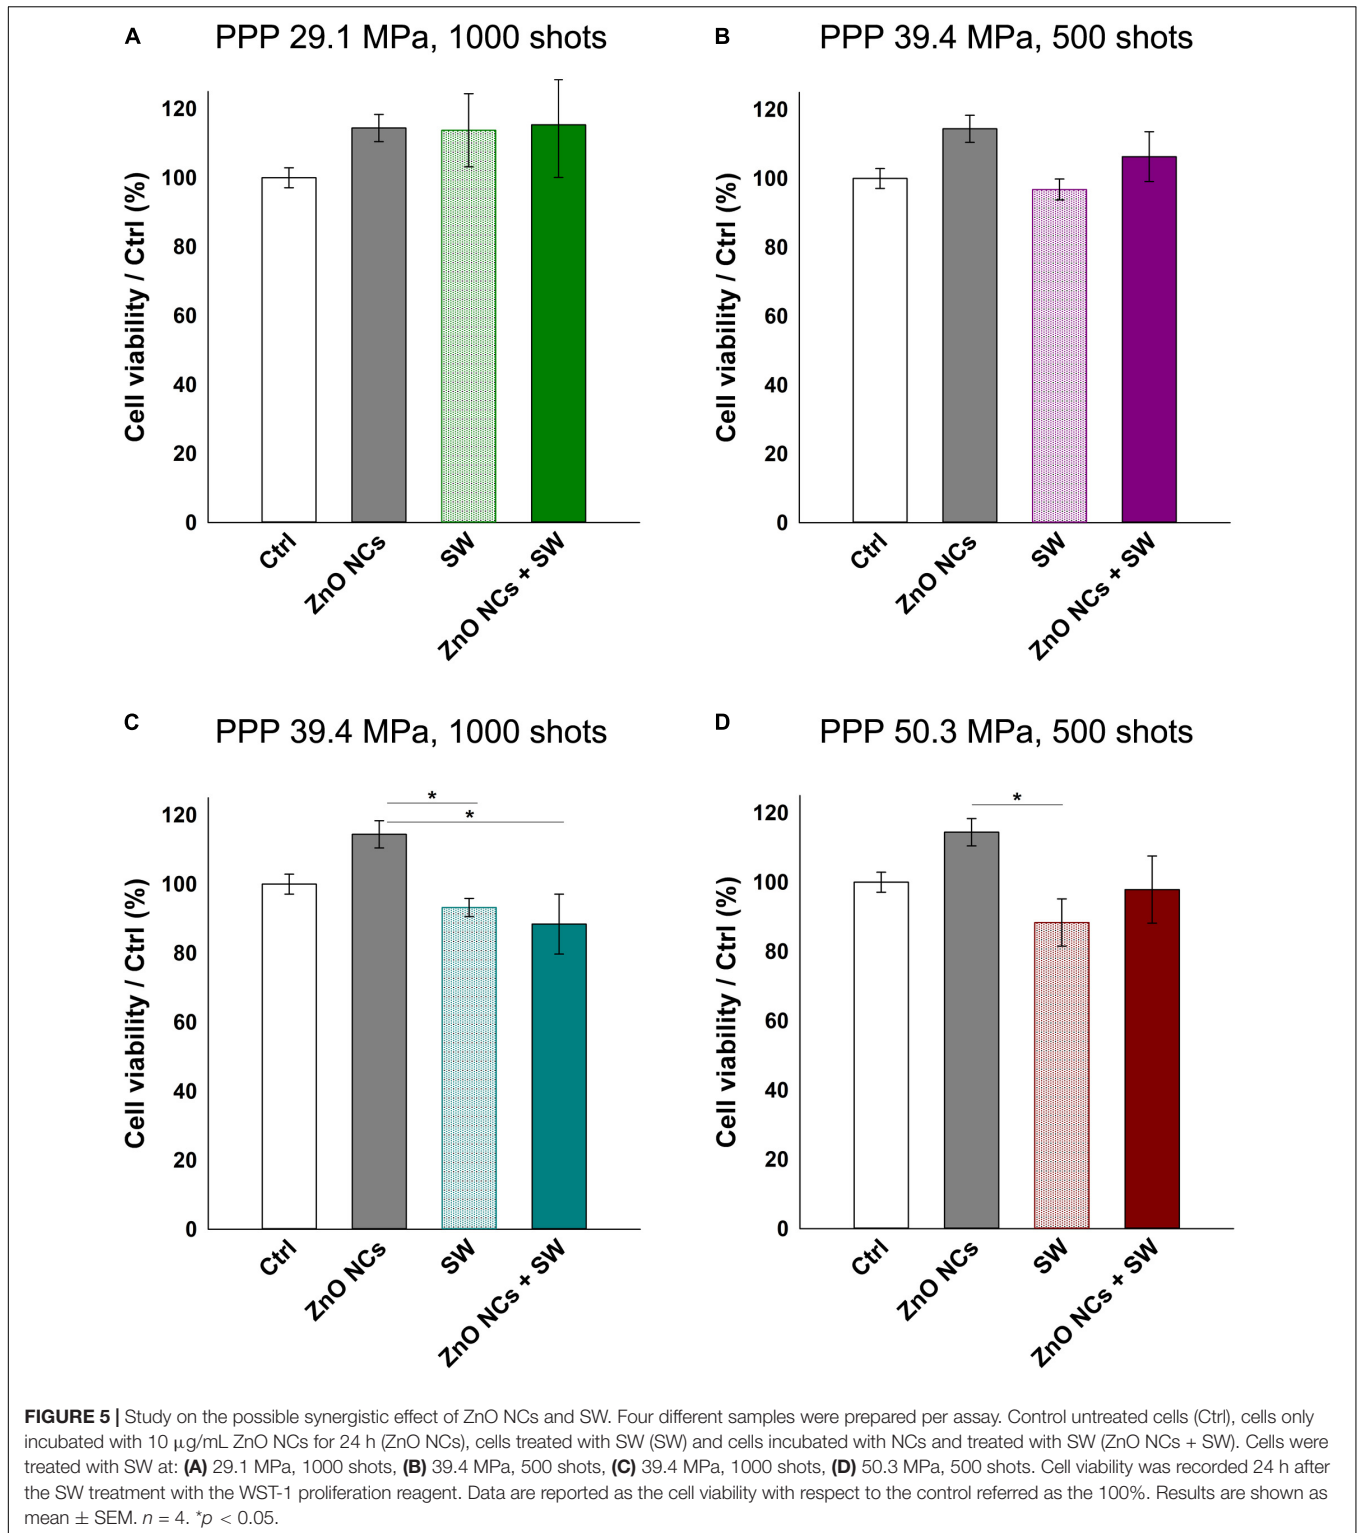 A
PPP 29.1 MPa, 1000 shots
Cell viability / Ctrl (%)
120
100
80
60
40
20
0
Ctrl
ZnO NCs
SW
ZnO NCs + SW
B
PPP 39.4 MPa, 500 shots
Cell viability / Ctrl (%)
120
100
80
60
40
20
0
Ctrl
ZnO NCs
SW
ZnO NCs + SW
C
PPP 39.4 MPa, 1000 shots
Cell viability / Ctrl (%)
120
100
80
60
40
20
0
*
*
Ctrl
ZnO NCs
SW
ZnO NCs + SW
D
PPP 50.3 MPa, 500 shots
Cell viability / Ctrl (%)
120
100
80
60
40
20
0
*
Ctrl
ZnO NCs
SW
ZnO NCs + SW
FIGURE 5 | Study on the possible synergistic effect of ZnO NCs and SW. Four different samples were prepared per assay. Control untreated cells (Ctrl), cells only
incubated with 10 μg/mL ZnO NCs for 24 h (ZnO NCs), cells treated with SW (SW) and cells incubated with NCs and treated with SW (ZnO NCs + SW). Cells were
treated with SW at: (A) 29.1 MPa, 1000 shots, (B) 39.4 MPa, 500 shots, (C) 39.4 MPa, 1000 shots, (D) 50.3 MPa, 500 shots. Cell viability was recorded 24 h after
the SW treatment with the WST-1 proliferation reagent. Data are reported as the cell viability with respect to the control referred as the 100%. Results are shown as
mean ± SEM. n = 4. *p < 0.05.